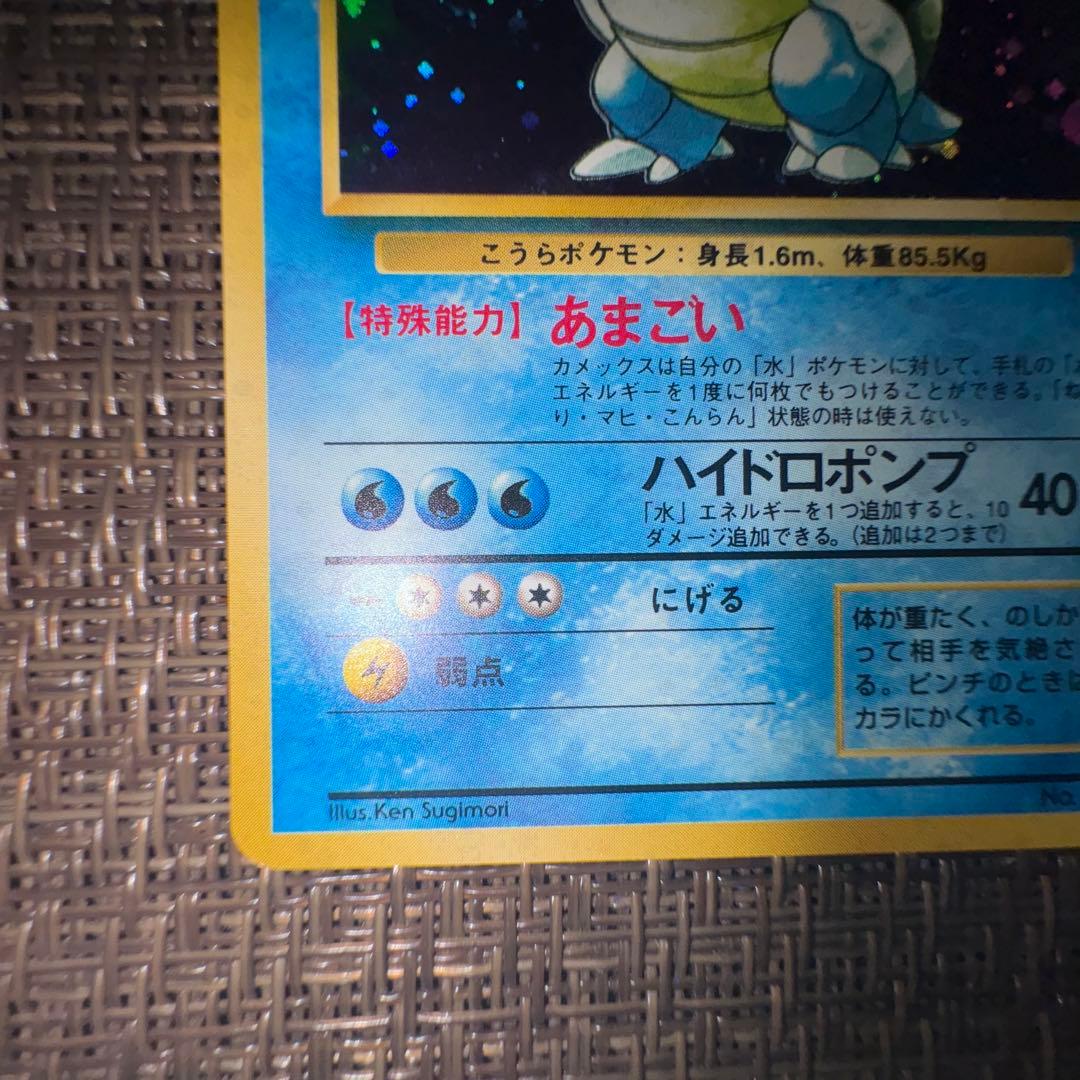 こうらポケモン：身長1.6m、体重85.5Kg
【特殊能力】 あまごい
カメックスは自分の「水」ポケモンに対して、手札の
エネルギーを1度に何枚でもつけることができる。「ね
り・マヒ・こんらん」状態の時は使えない。
ハイドロポンプ 40
「水」エネルギーを1つ追加すると、10
ダメージ追加できる。（追加は2つまで）
にげる
弱点
体が重たく、のしか
って相手を気絶さ
る。ピンチのときは
カラにかくれる。
Illus. Ken Sugimori
No.